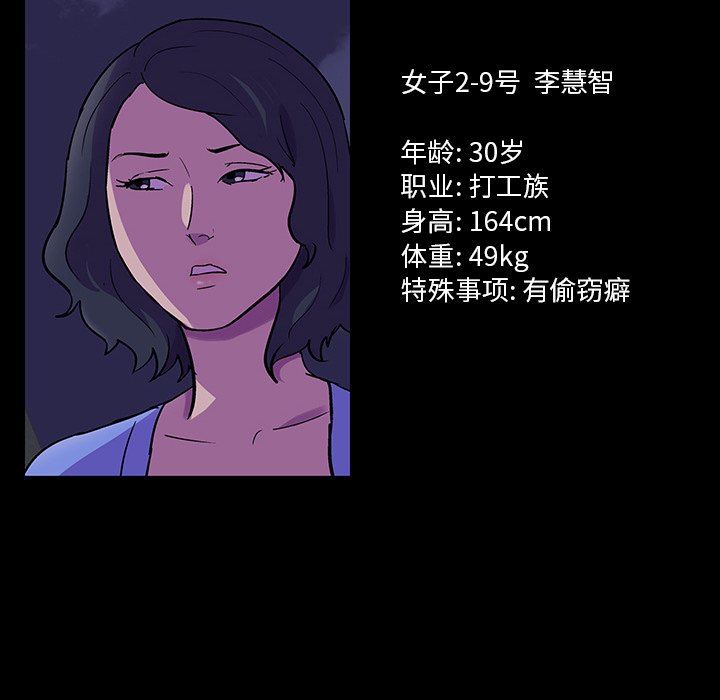 女子2-9号 李慧智
年龄: 30岁
职业: 打工族
身高: 164cm
体重: 49kg
特殊事项: 有偷窃癖